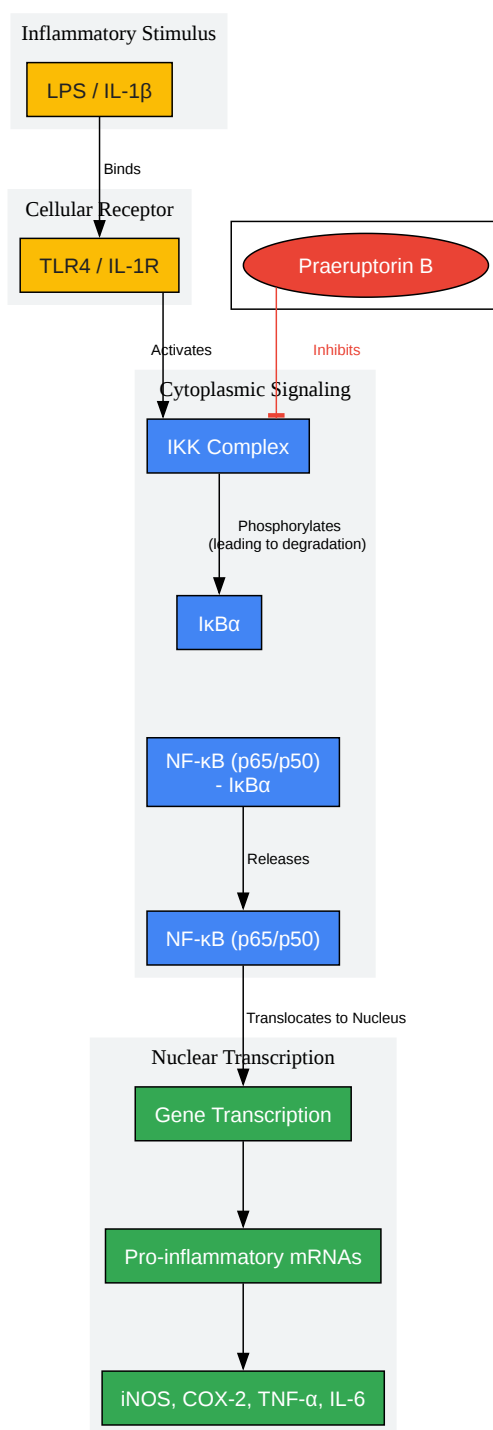 Inflammatory Stimulus
LPS / IL-1β
Binds
Cellular Receptor
TLR4 / IL-1R
Praeruptorin B
Activates
Inhibits
Cytoplasmic Signaling
IKK Complex
Phosphorylates
(leading to degradation)
IκBα
NF-κB (p65/p50)
- IκBα
Releases
NF-κB (p65/p50)
Translocates to Nucleus
Nuclear Transcription
Gene Transcription
Pro-inflammatory mRNAs
iNOS, COX-2, TNF-α, IL-6